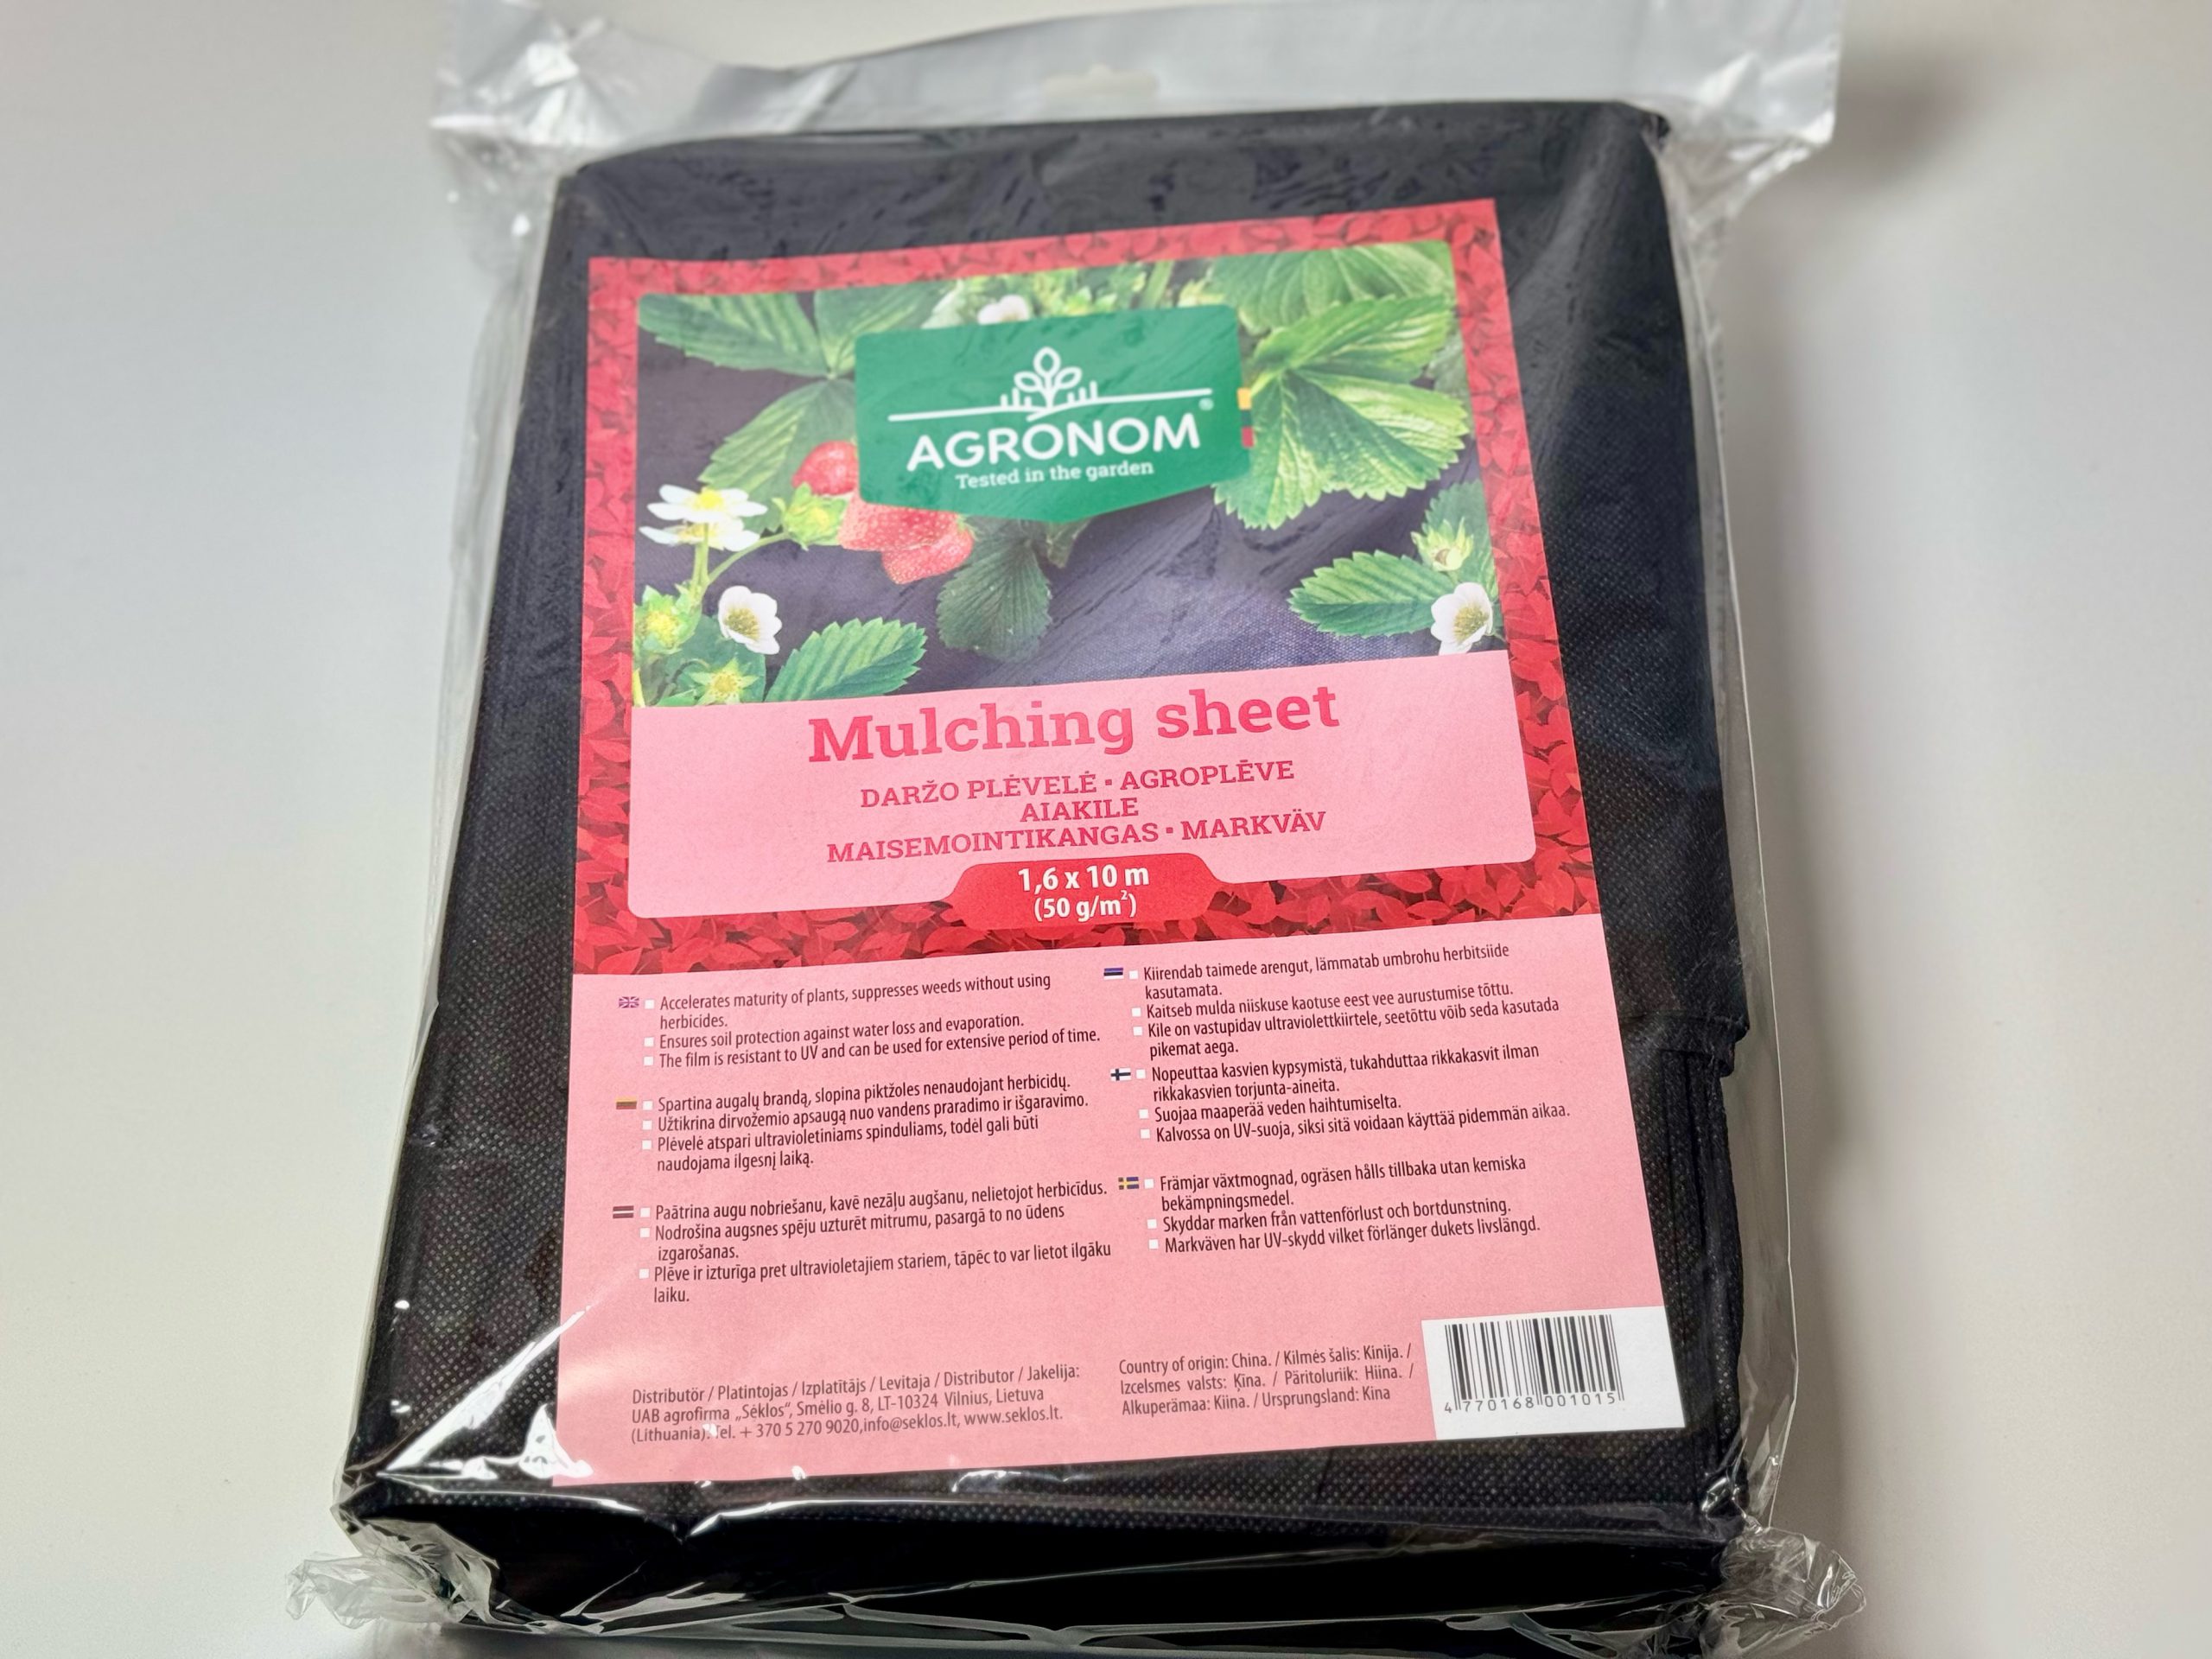 AGRONOM®
Tested in the garden
Mulching sheet
DARŽO PLĖVELĖ ▪ AGROPLĒVE
AIAKILE
MAISEMOINTIKANGAS ▪ MARKVÄV
1,6 x 10 m
(50 g/m²)
Accelerates maturity of plants, suppresses weeds without using
herbicides.
Ensures soil protection against water loss and evaporation.
The film is resistant to UV and can be used for extensive period of time.
Spartina augalų brandą, slopina piktžoles nenaudojant herbicidų.
Užtikrina dirvožemio apsaugą nuo vandens praradimo ir išgaravimo.
Plėvelė atspari ultravioletiniams spinduliams, todėl gali būti
naudojama ilgesnį laiką.
Paātrina augu nobriešanu, kavē nezāļu augšanu, nelietojot herbicīdus.
Nodrošina augsnes spēju uzturēt mitrumu, pasargā to no ūdens
izgarošanas.
Plēve ir izturīga pret ultravioletajiem stariem, tāpēc to var lietot ilgāku
laiku.
Kiirendab taimede arengut, lämmatab umbrohu herbitsiide
kasutamata.
Kaitseb mulda niiskuse kaotuse eest vee aurustumise tõttu.
Kile on vastupidav ultraviolettkiirtele, seetõttu võib seda kasutada
pikemat aega.
Nopeuttaa kasvien kypsymistä, tukahduttaa rikkakasvit ilman
rikkakasvien torjunta-aineita.
Suojaa maaperää veden haihtumiselta.
Kalvossa on UV-suoja, siksi sitä voidaan käyttää pidemmän aikaa.
Främjar växtmognad, ogräsen hålls tillbaka utan kemiska
bekämpningsmedel.
Skyddar marken från vattenförlust och bortdunstning.
Markväven har UV-skydd vilket förlänger dukets livslängd.
Distributör / Platintojas / Izplatītājs / Levitaja / Distributor / Jakelija:
UAB agrofirma „Sėklos“, Smėlio g. 8, LT-10324 Vilnius, Lietuva
(Lithuania). Tel. + 370 5 270 9020,info@seklos.lt, www.seklos.lt.
Country of origin: China. / Kilmės šalis: Kinija. /
Izcelsmes valsts: Ķīna. / Päritoluriik: Hiina. /
Alkuperämaa: Kiina. / Ursprungsland: Kina
4 770168 001015